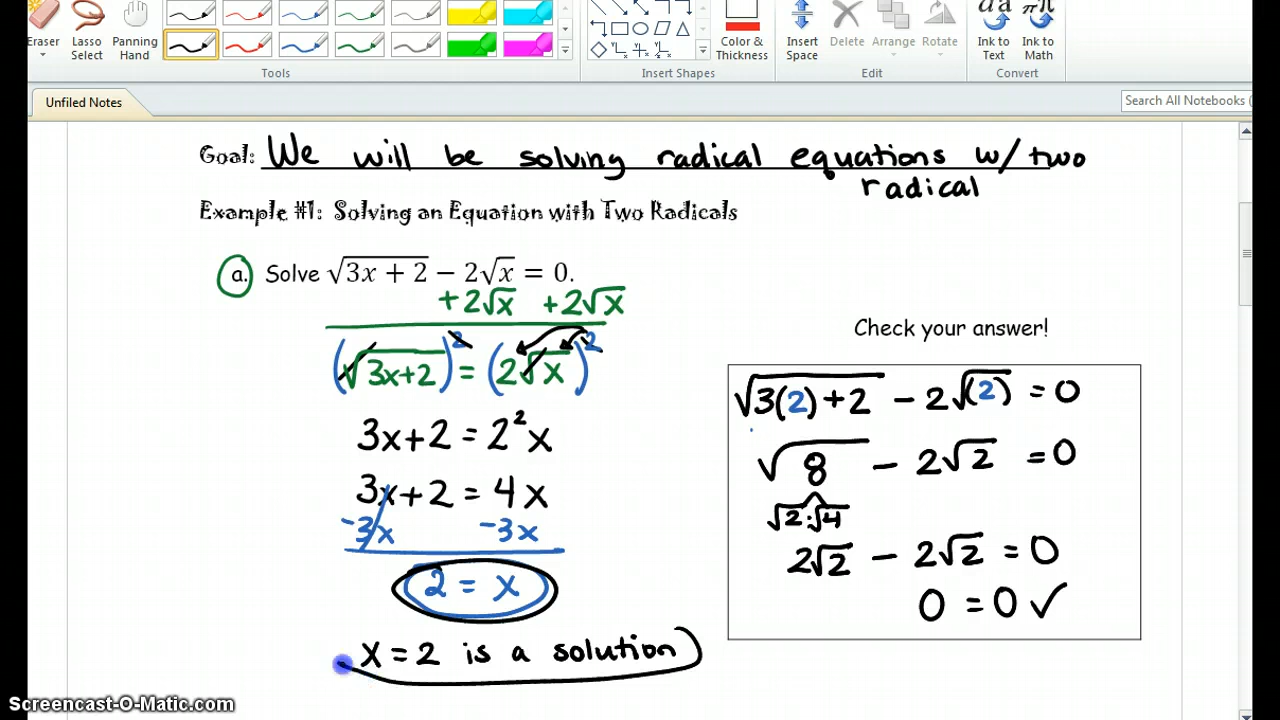 Eraser
Lasso Select
Panning Hand
Color & Thickness
Insert Space
Delete
Arrange
Rotate
Ink to Text
Ink to Math
Tools
Insert Shapes
Edit
Convert
Unfiled Notes
Search All Notebooks (
Goal: We will be solving radical equations w/ two
radical
Example #1: Solving an Equation with Two Radicals
a. Solve √(3x + 2) − 2√x = 0.
+2√x +2√x
(√(3x+2))² = (2√x)²
3x+2 = 2²x
3x+2 = 4x
-3x -3x
2 = x
x = 2 is a solution
Check your answer!
√(3(2)+2) − 2√(2) = 0
√8 − 2√2 = 0
√2·√4
2√2 − 2√2 = 0
0 = 0 ✓
Screencast-O-Matic.com